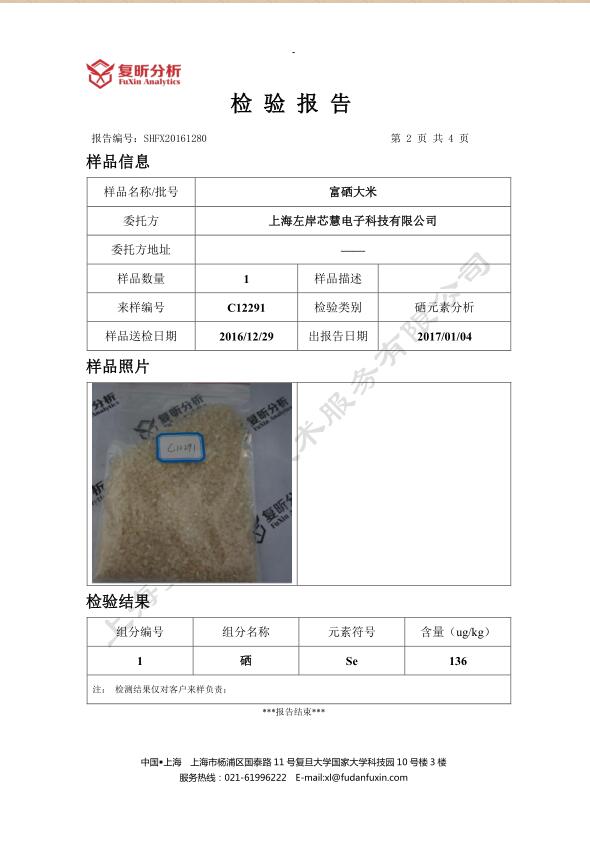 复昕分析
FuXin Analytics
检 验 报 告
报告编号：SHFX20161280 第 2 页 共 4 页
样品信息
样品名称/批号 富硒大米
委托方 上海左岸芯慧电子科技有限公司
委托方地址 ——
样品数量 1 样品描述
来样编号 C12291 检验类别 硒元素分析
样品送检日期 2016/12/29 出报告日期 2017/01/04
样品照片
复昕分析
FuXin Analytics
C12291
复昕分析
FuXin Analytics
检验结果
组分编号 组分名称 元素符号 含量（ug/kg）
1 硒 Se 136
注： 检测结果仅对客户来样负责；
***报告结束***
中国•上海 上海市杨浦区国泰路 11 号复旦大学国家大学科技园 10 号楼 3 楼
服务热线：021-61996222 E-mail:xl@fudanfuxin.com
术服务有限公司
上海